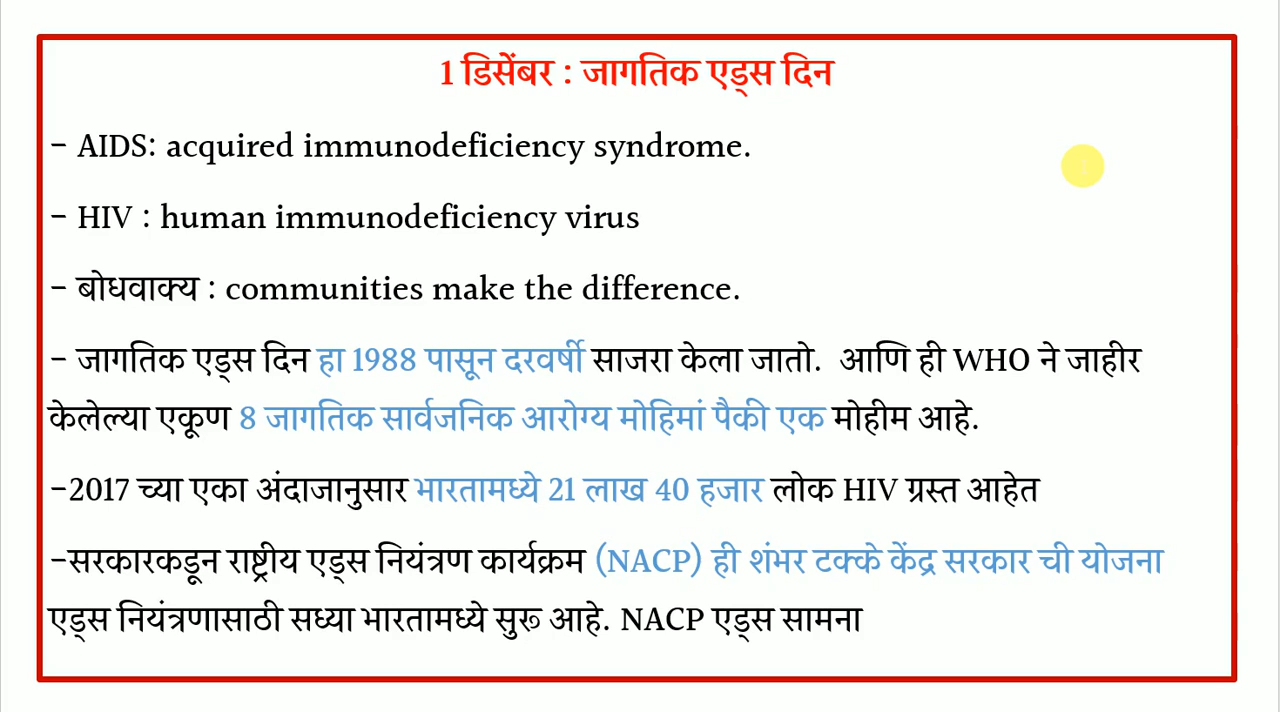 1 डिसेंबर : जागतिक एड्स दिन
- AIDS: acquired immunodeficiency syndrome.
- HIV : human immunodeficiency virus
- बोधवाक्य : communities make the difference.
- जागतिक एड्स दिन हा 1988 पासून दरवर्षी साजरा केला जातो. आणि ही WHO ने जाहीर
केलेल्या एकूण 8 जागतिक सार्वजनिक आरोग्य मोहिमां पैकी एक मोहीम आहे.
-2017 च्या एका अंदाजानुसार भारतामध्ये 21 लाख 40 हजार लोक HIV ग्रस्त आहेत
-सरकारकडून राष्ट्रीय एड्स नियंत्रण कार्यक्रम (NACP) ही शंभर टक्के केंद्र सरकार ची योजना
एड्स नियंत्रणासाठी सध्या भारतामध्ये सुरू आहे. NACP एड्स सामना